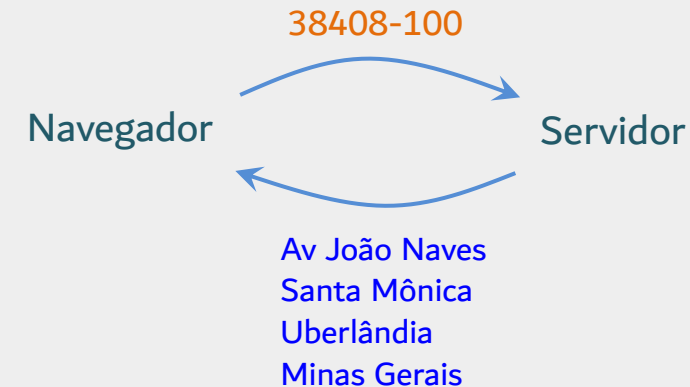 38408-100
Navegador
Servidor
Av João Naves
Santa Mônica
Uberlândia
Minas Gerais